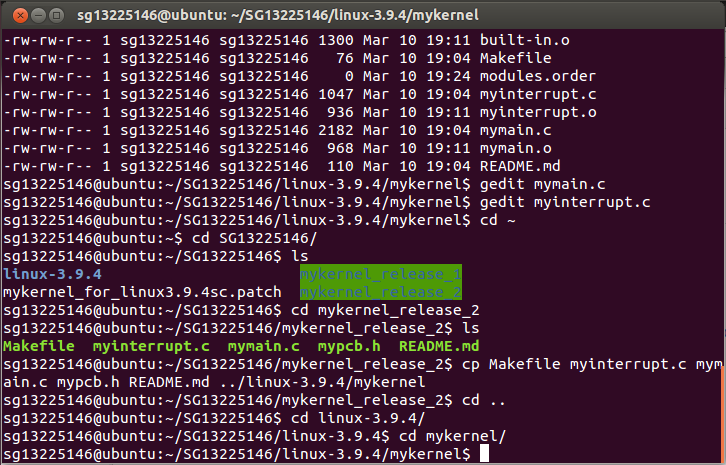 sg13225146@ubuntu: ~/SG13225146/linux-3.9.4/mykernel
-rw-rw-r-- 1 sg13225146 sg13225146 1300 Mar 10 19:11 built-in.o
-rw-rw-r-- 1 sg13225146 sg13225146   76 Mar 10 19:04 Makefile
-rw-rw-r-- 1 sg13225146 sg13225146    0 Mar 10 19:24 modules.order
-rw-rw-r-- 1 sg13225146 sg13225146 1047 Mar 10 19:04 myinterrupt.c
-rw-rw-r-- 1 sg13225146 sg13225146  936 Mar 10 19:11 myinterrupt.o
-rw-rw-r-- 1 sg13225146 sg13225146 2182 Mar 10 19:04 mymain.c
-rw-rw-r-- 1 sg13225146 sg13225146  968 Mar 10 19:11 mymain.o
-rw-rw-r-- 1 sg13225146 sg13225146  110 Mar 10 19:04 README.md
sg13225146@ubuntu:~/SG13225146/linux-3.9.4/mykernel$ gedit mymain.c
sg13225146@ubuntu:~/SG13225146/linux-3.9.4/mykernel$ gedit myinterrupt.c
sg13225146@ubuntu:~/SG13225146/linux-3.9.4/mykernel$ cd ~
sg13225146@ubuntu:~$ cd SG13225146/
sg13225146@ubuntu:~/SG13225146$ ls
linux-3.9.4                        mykernel_release_1
mykernel_for_linux3.9.4sc.patch  mykernel_release_2
sg13225146@ubuntu:~/SG13225146$ cd mykernel_release_2
sg13225146@ubuntu:~/SG13225146/mykernel_release_2$ ls
Makefile  myinterrupt.c  mymain.c  mypcb.h  README.md
sg13225146@ubuntu:~/SG13225146/mykernel_release_2$ cp Makefile myinterrupt.c mym
ain.c mypcb.h README.md ../linux-3.9.4/mykernel
sg13225146@ubuntu:~/SG13225146/mykernel_release_2$ cd ..
sg13225146@ubuntu:~/SG13225146$ cd linux-3.9.4/
sg13225146@ubuntu:~/SG13225146/linux-3.9.4$ cd mykernel/
sg13225146@ubuntu:~/SG13225146/linux-3.9.4/mykernel$